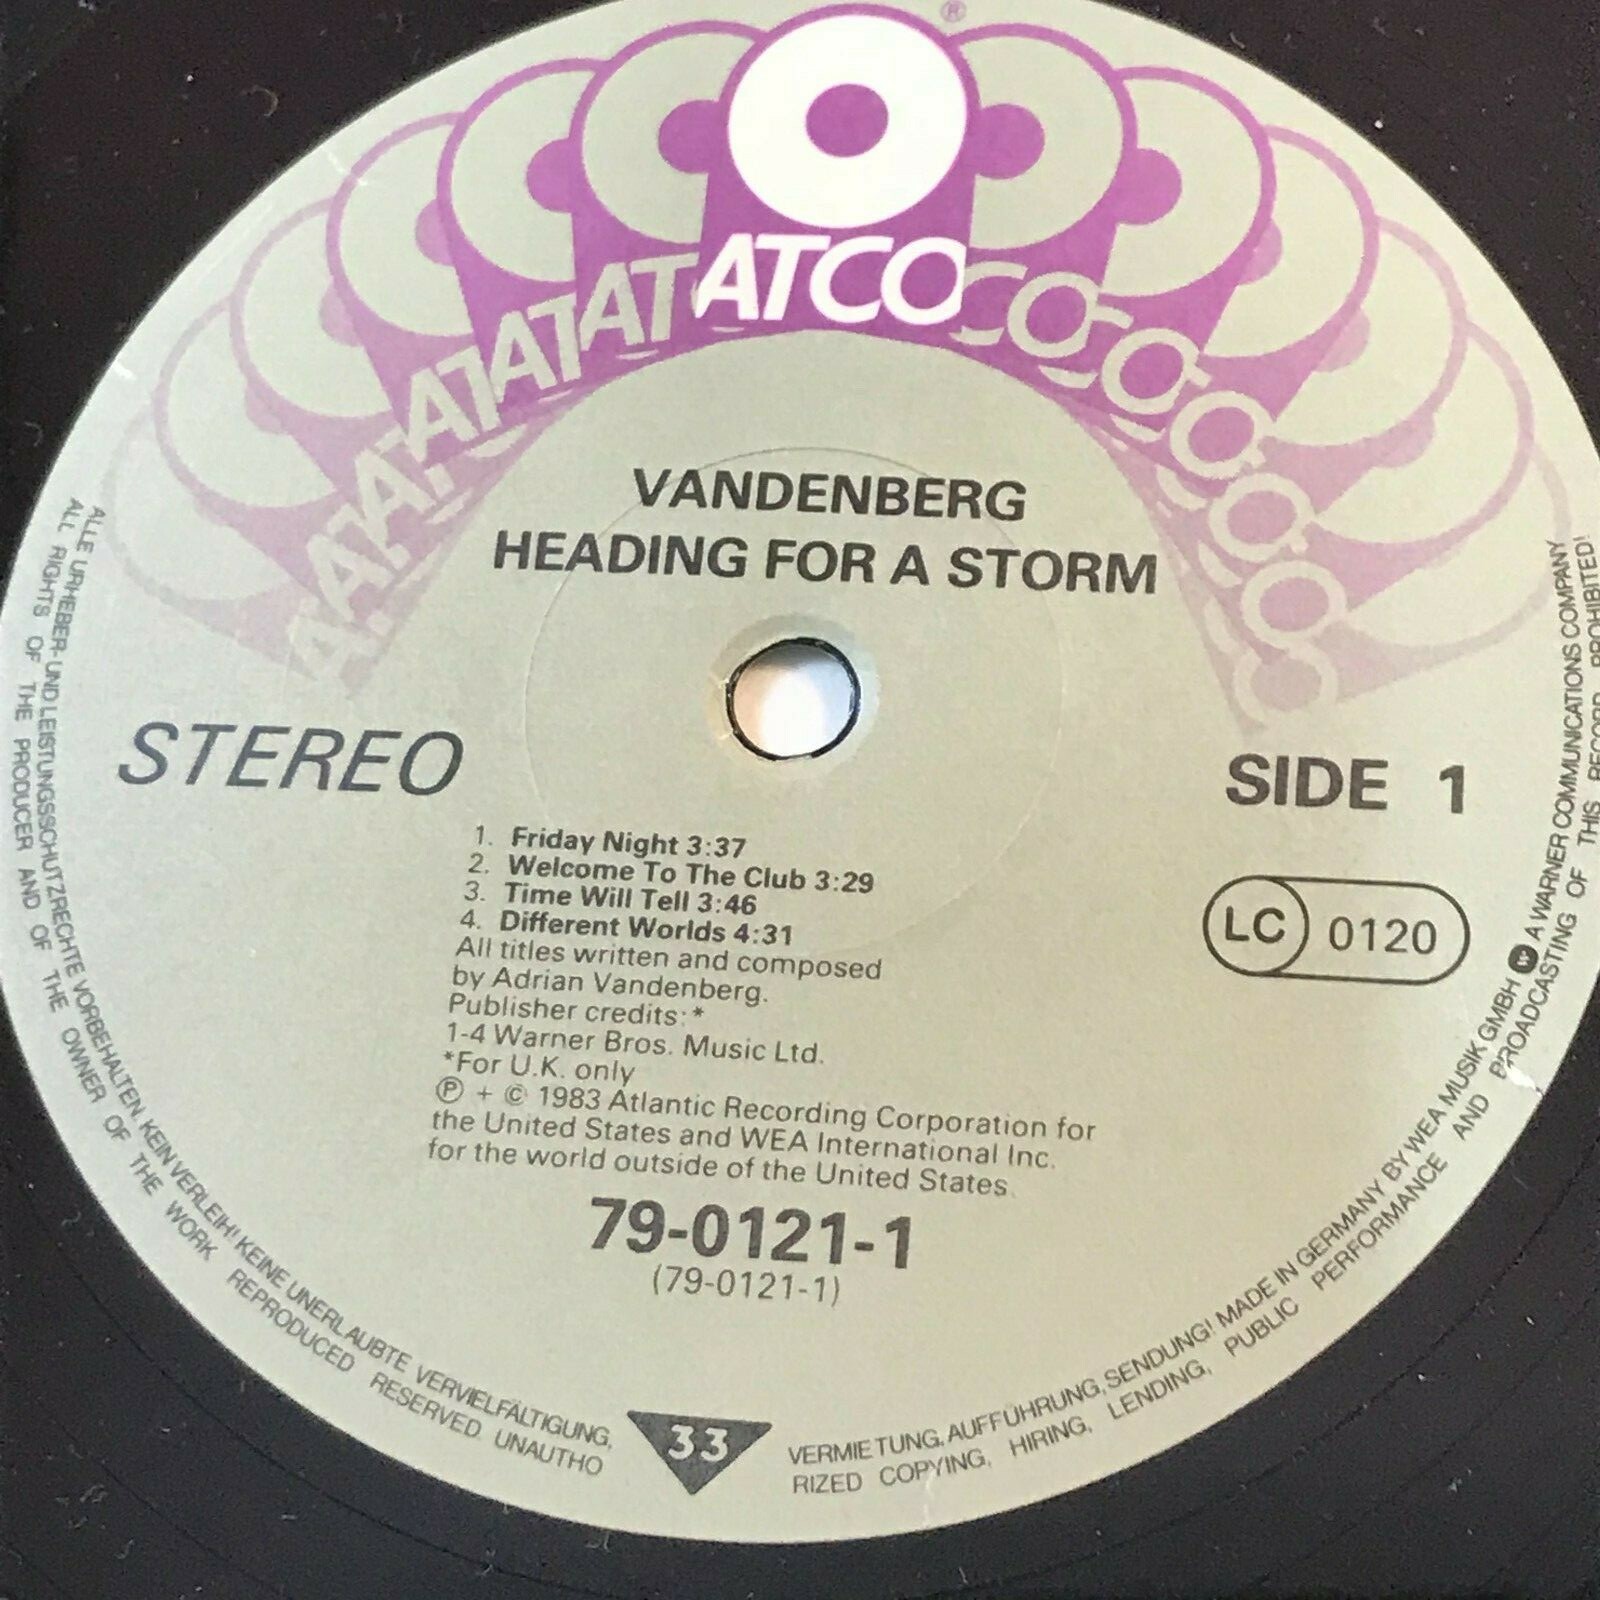 ®
ATCO
VANDENBERG
HEADING FOR A STORM
STEREO
SIDE 1
1. Friday Night 3:37
2. Welcome To The Club 3:29
3. Time Will Tell 3:46
4. Different Worlds 4:31
All titles written and composed
by Adrian Vandenberg.
Publisher credits:*
1-4 Warner Bros. Music Ltd.
*For U.K. only
℗ + © 1983 Atlantic Recording Corporation for
the United States and WEA International Inc.
for the world outside of the United States.
LC 0120
79-0121-1
(79-0121-1)
33
ALLE URHEBER- UND LEISTUNGSSCHUTZRECHTE VORBEHALTEN. KEIN VERLEIH! KEINE UNERLAUBTE VERVIELFÄLTIGUNG, VERMIETUNG, AUFFÜHRUNG, SENDUNG! MADE IN GERMANY BY WEA MUSIK GMBH W A WARNER COMMUNICATIONS COMPANY
ALL RIGHTS OF THE PRODUCER AND OF THE OWNER OF THE WORK REPRODUCED RESERVED. UNAUTHORIZED COPYING, HIRING, LENDING, PUBLIC PERFORMANCE AND BROADCASTING OF THIS RECORD PROHIBITED!